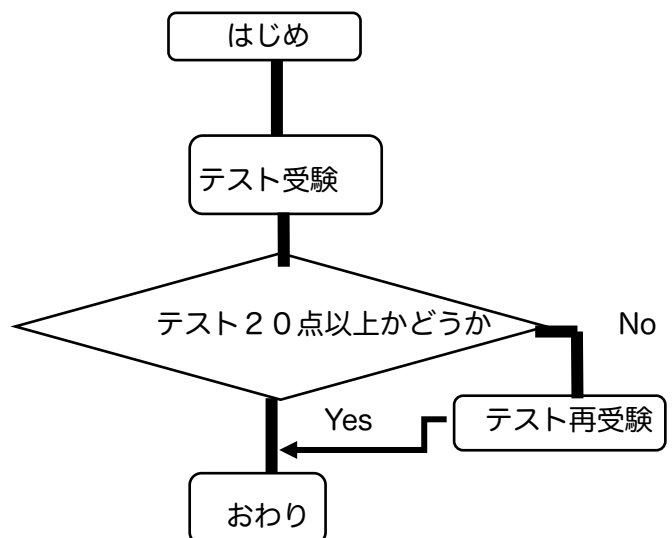 はじめ
テスト受験
テスト２０点以上かどうか
No
Yes
テスト再受験
おわり